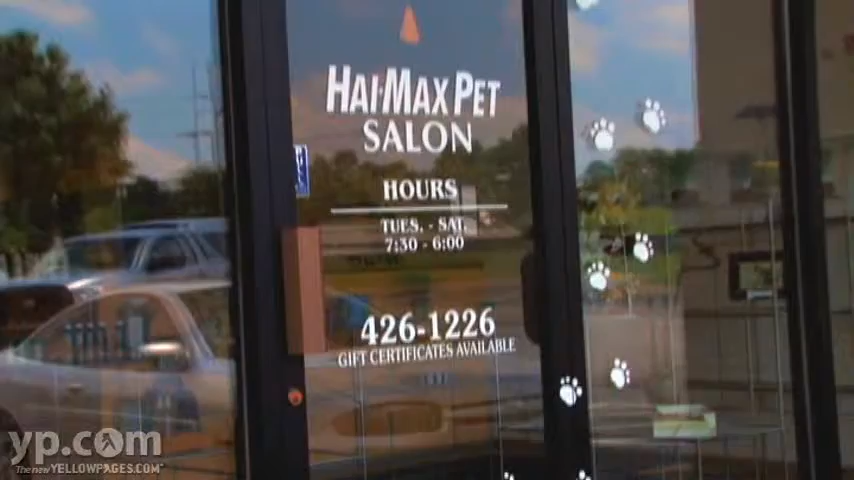 HAI·MAX PET
SALON
HOURS
TUES. - SAT.
7:30 - 6:00
426-1226
GIFT CERTIFICATES AVAILABLE
yp.com
The new YELLOWPAGES.COM